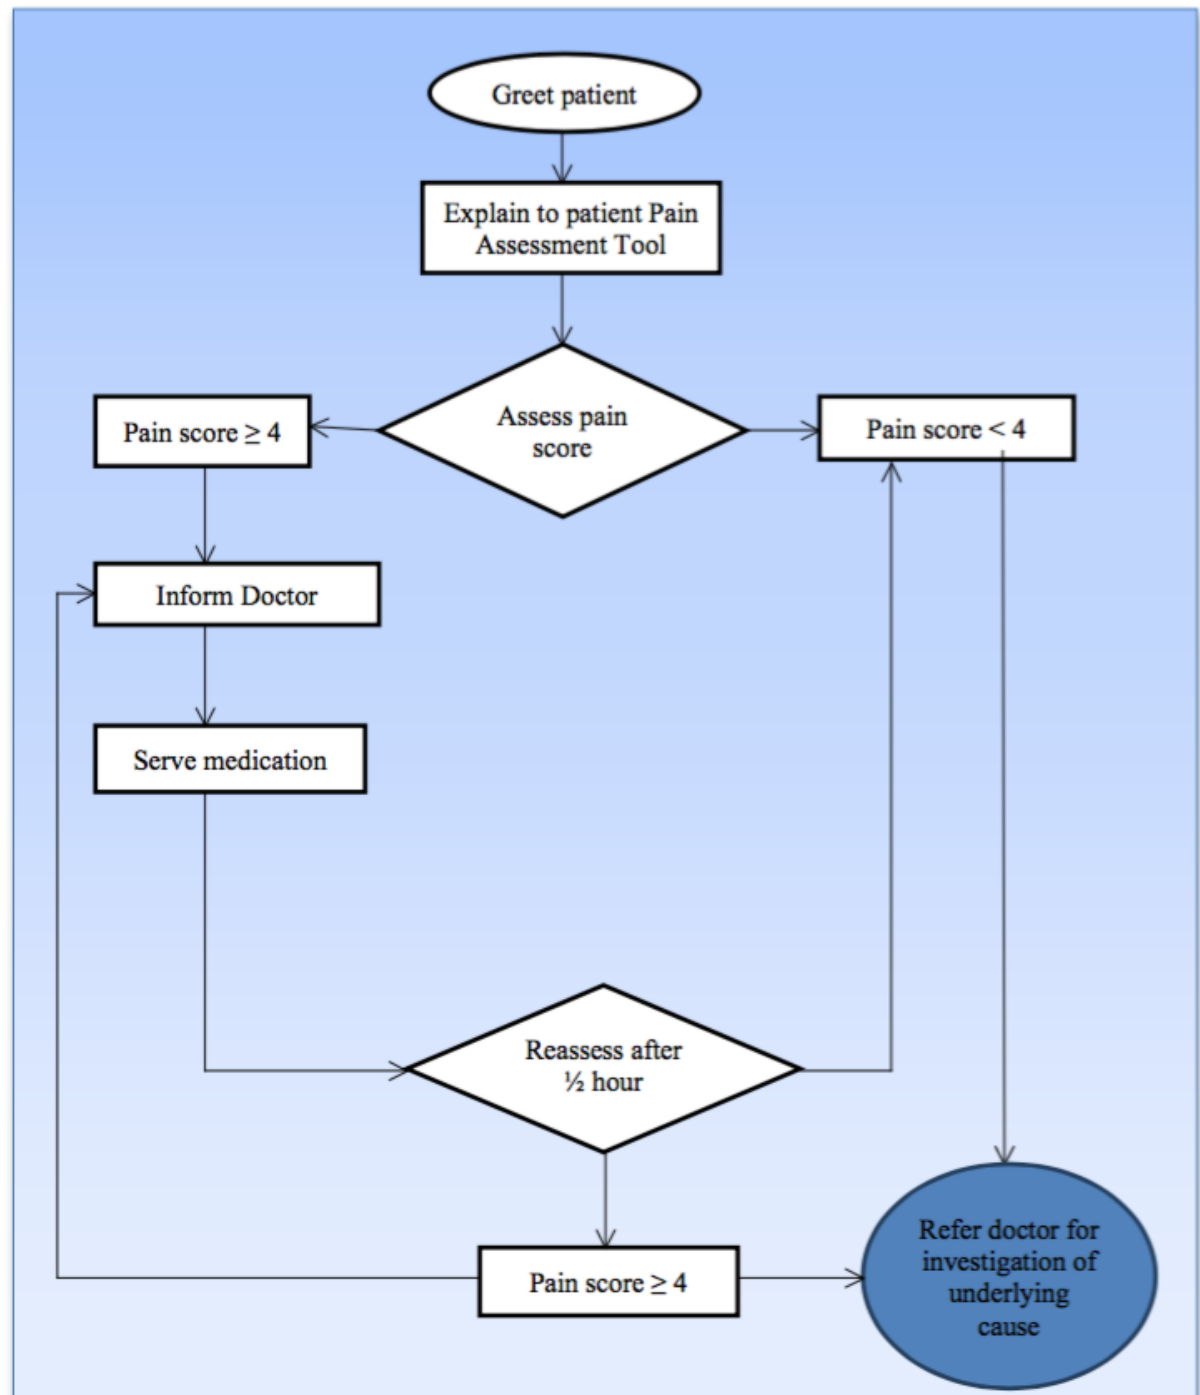 Greet patient
Explain to patient Pain
Assessment Tool
Assess pain
score
Pain score ≥ 4
Pain score < 4
Inform Doctor
Serve medication
Reassess after
½ hour
Pain score ≥ 4
Refer doctor for
investigation of
underlying
cause